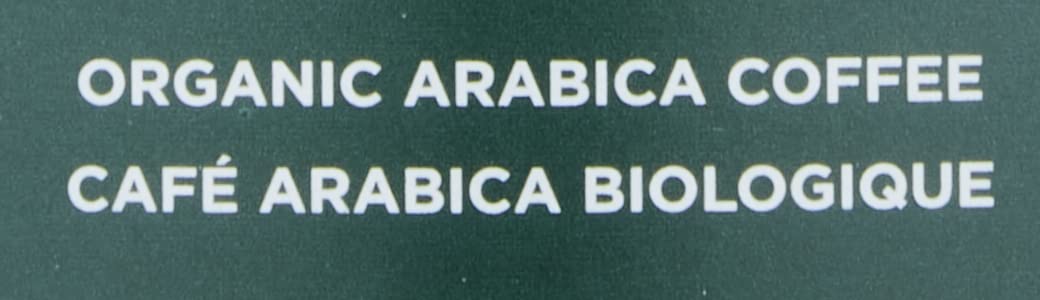 ORGANIC ARABICA COFFEE
CAFÉ ARABICA BIOLOGIQUE